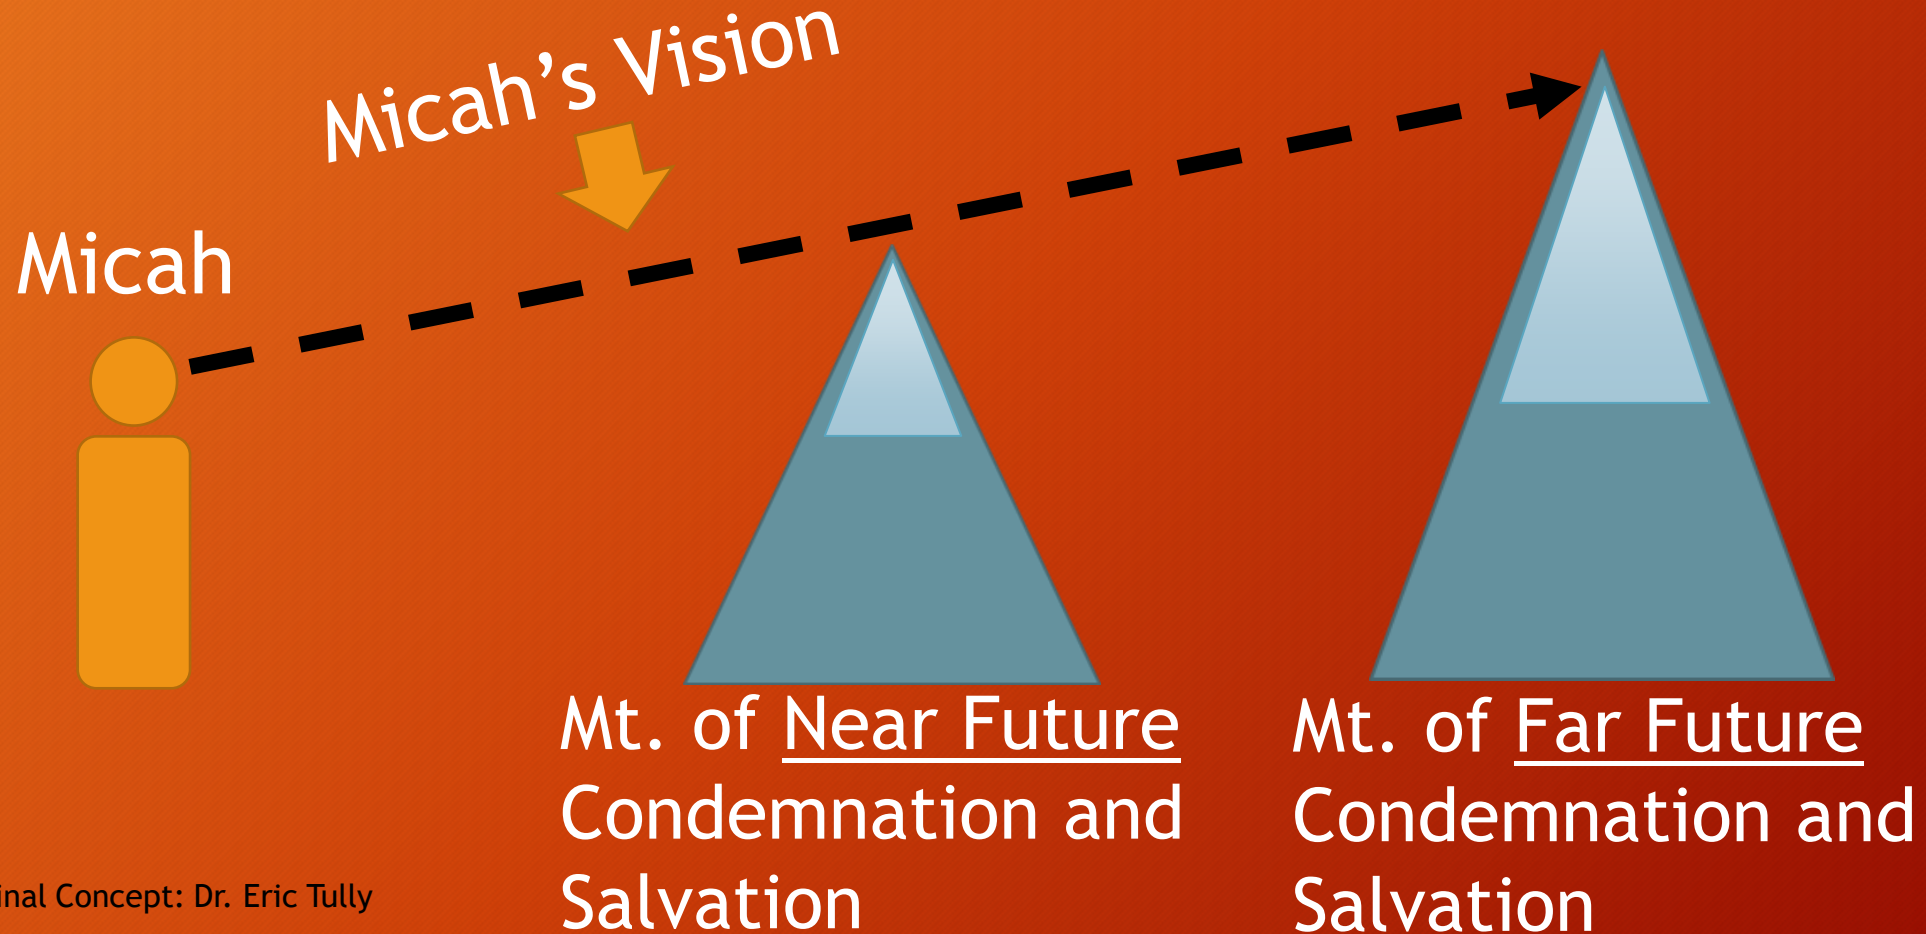 Micah's Vision
Micah
Mt. of Near Future
Condemnation and
Salvation
Mt. of Far Future
Condemnation and
Salvation
Concept: Dr. Eric Tully